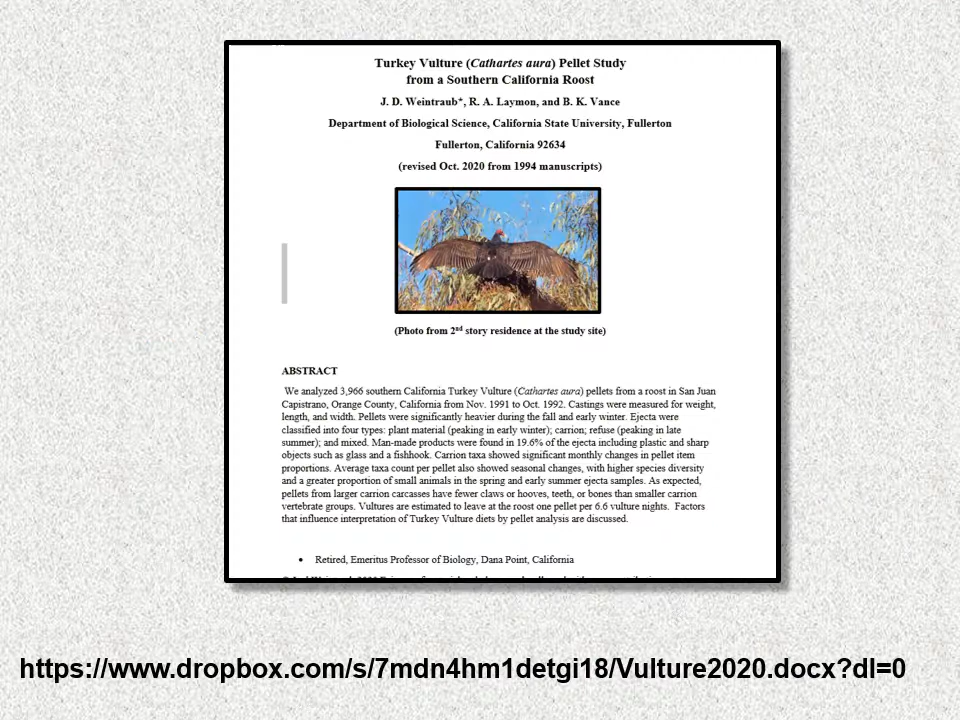 Turkey Vulture (Cathartes aura) Pellet Study
from a Southern California Roost
J. D. Weintraub*, R. A. Laymon, and B. K. Vance
Department of Biological Science, California State University, Fullerton
Fullerton, California 92634
(revised Oct. 2020 from 1994 manuscripts)
(Photo from 2nd story residence at the study site)
ABSTRACT
We analyzed 3,966 southern California Turkey Vulture (Cathartes aura) pellets from a roost in San Juan
Capistrano, Orange County, California from Nov. 1991 to Oct. 1992. Castings were measured for weight,
length, and width. Pellets were significantly heavier during the fall and early winter. Ejecta were
classified into four types: plant material (peaking in early winter); carrion; refuse (peaking in late
summer); and mixed. Man-made products were found in 19.6% of the ejecta including plastic and sharp
objects such as glass and a fishhook. Carrion taxa showed significant monthly changes in pellet item
proportions. Average taxa count per pellet also showed seasonal changes, with higher species diversity
and a greater proportion of small animals in the spring and early summer ejecta samples. As expected,
pellets from larger carrion carcasses have fewer claws or hooves, teeth, or bones than smaller carrion
vertebrate groups. Vultures are estimated to leave at the roost one pellet per 6.6 vulture nights. Factors
that influence interpretation of Turkey Vulture diets by pellet analysis are discussed.
• Retired, Emeritus Professor of Biology, Dana Point, California
https://www.dropbox.com/s/7mdn4hm1detgi18/Vulture2020.docx?dl=0